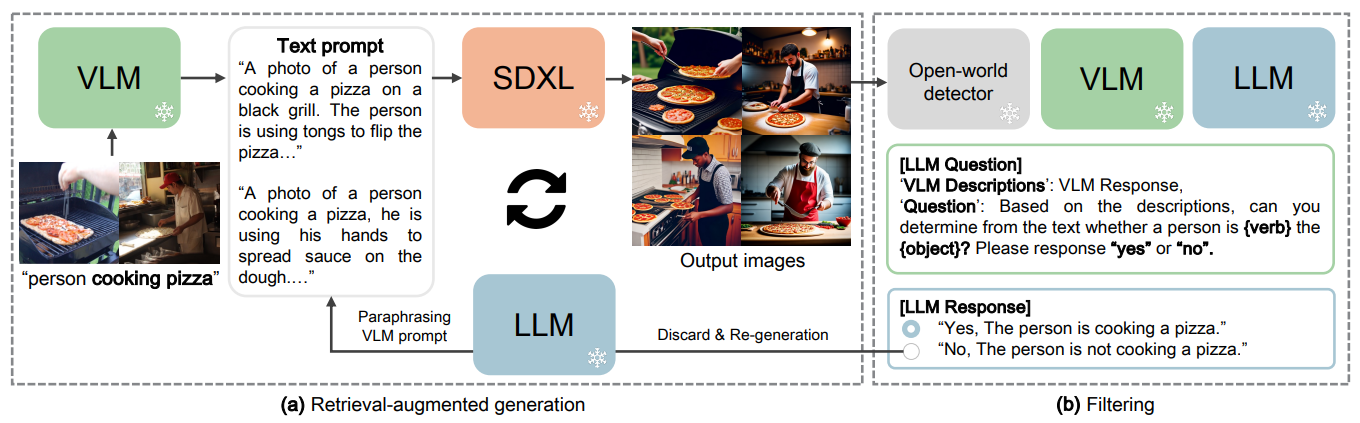 VLM
"person cooking pizza"
Text prompt
"A photo of a person
cooking a pizza on a
black grill. The person
is using tongs to flip the
pizza…"
"A photo of a person
cooking a pizza, he is
using his hands to
spread sauce on the
dough.…"
SDXL
Output images
LLM
Paraphrasing
VLM prompt
Discard & Re-generation
(a) Retrieval-augmented generation
Open-world
detector
VLM
LLM
[LLM Question]
'VLM Descriptions': VLM Response,
'Question': Based on the descriptions, can you
determine from the text whether a person is {verb} the
{object}? Please response "yes" or "no".
[LLM Response]
"Yes, The person is cooking a pizza."
"No, The person is not cooking a pizza."
(b) Filtering